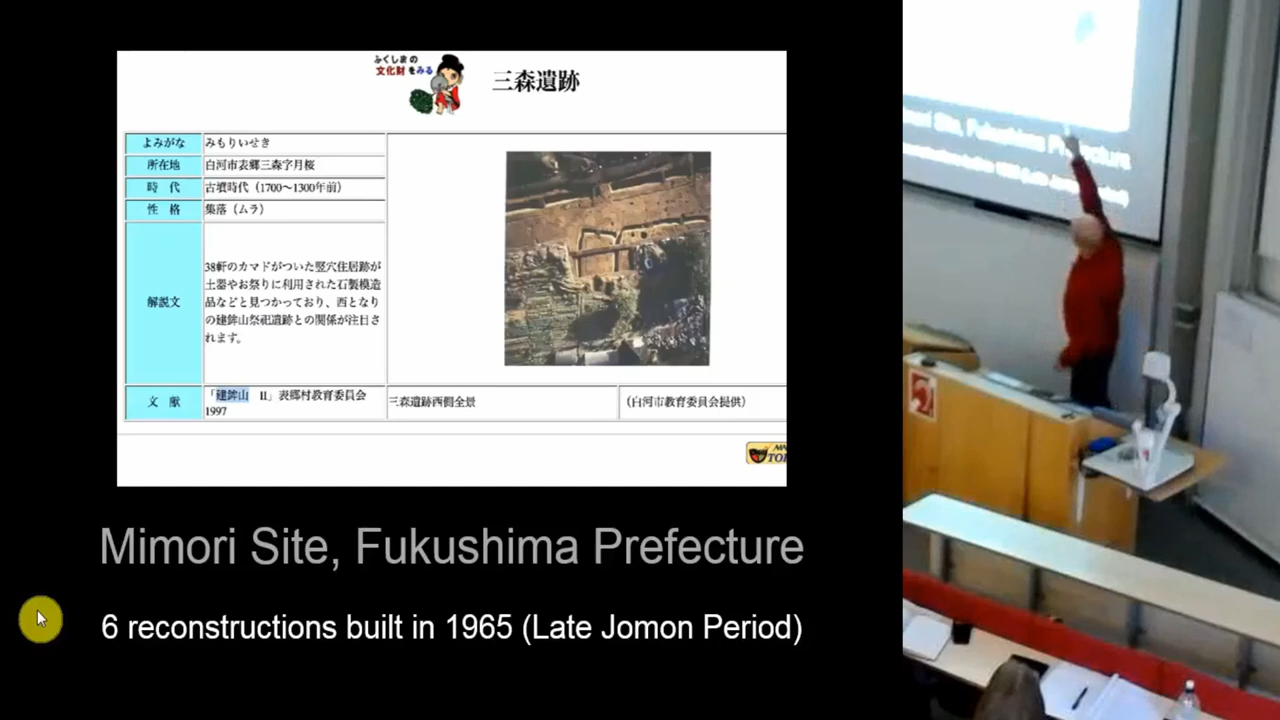 ふくしまの
文化財をみる
三森遺跡
よみがな
みもりいせき
所在地
白河市表郷三森字月桜
時 代
古墳時代（1700～1300年前）
性 格
集落（ムラ）
解説文
38軒のカマドがついた竪穴住居跡が
土器やお祭りに利用された石製模造
品などと見つかっており、西となり
の建鉾山祭祀遺跡との関係が注目さ
れます。
文 献
「建鉾山 II」表郷村教育委員会
1997
三森遺跡西側全景
（白河市教育委員会提供）
Mimori Site, Fukushima Prefecture
6 reconstructions built in 1965 (Late Jomon Period)
Site, Fukushima